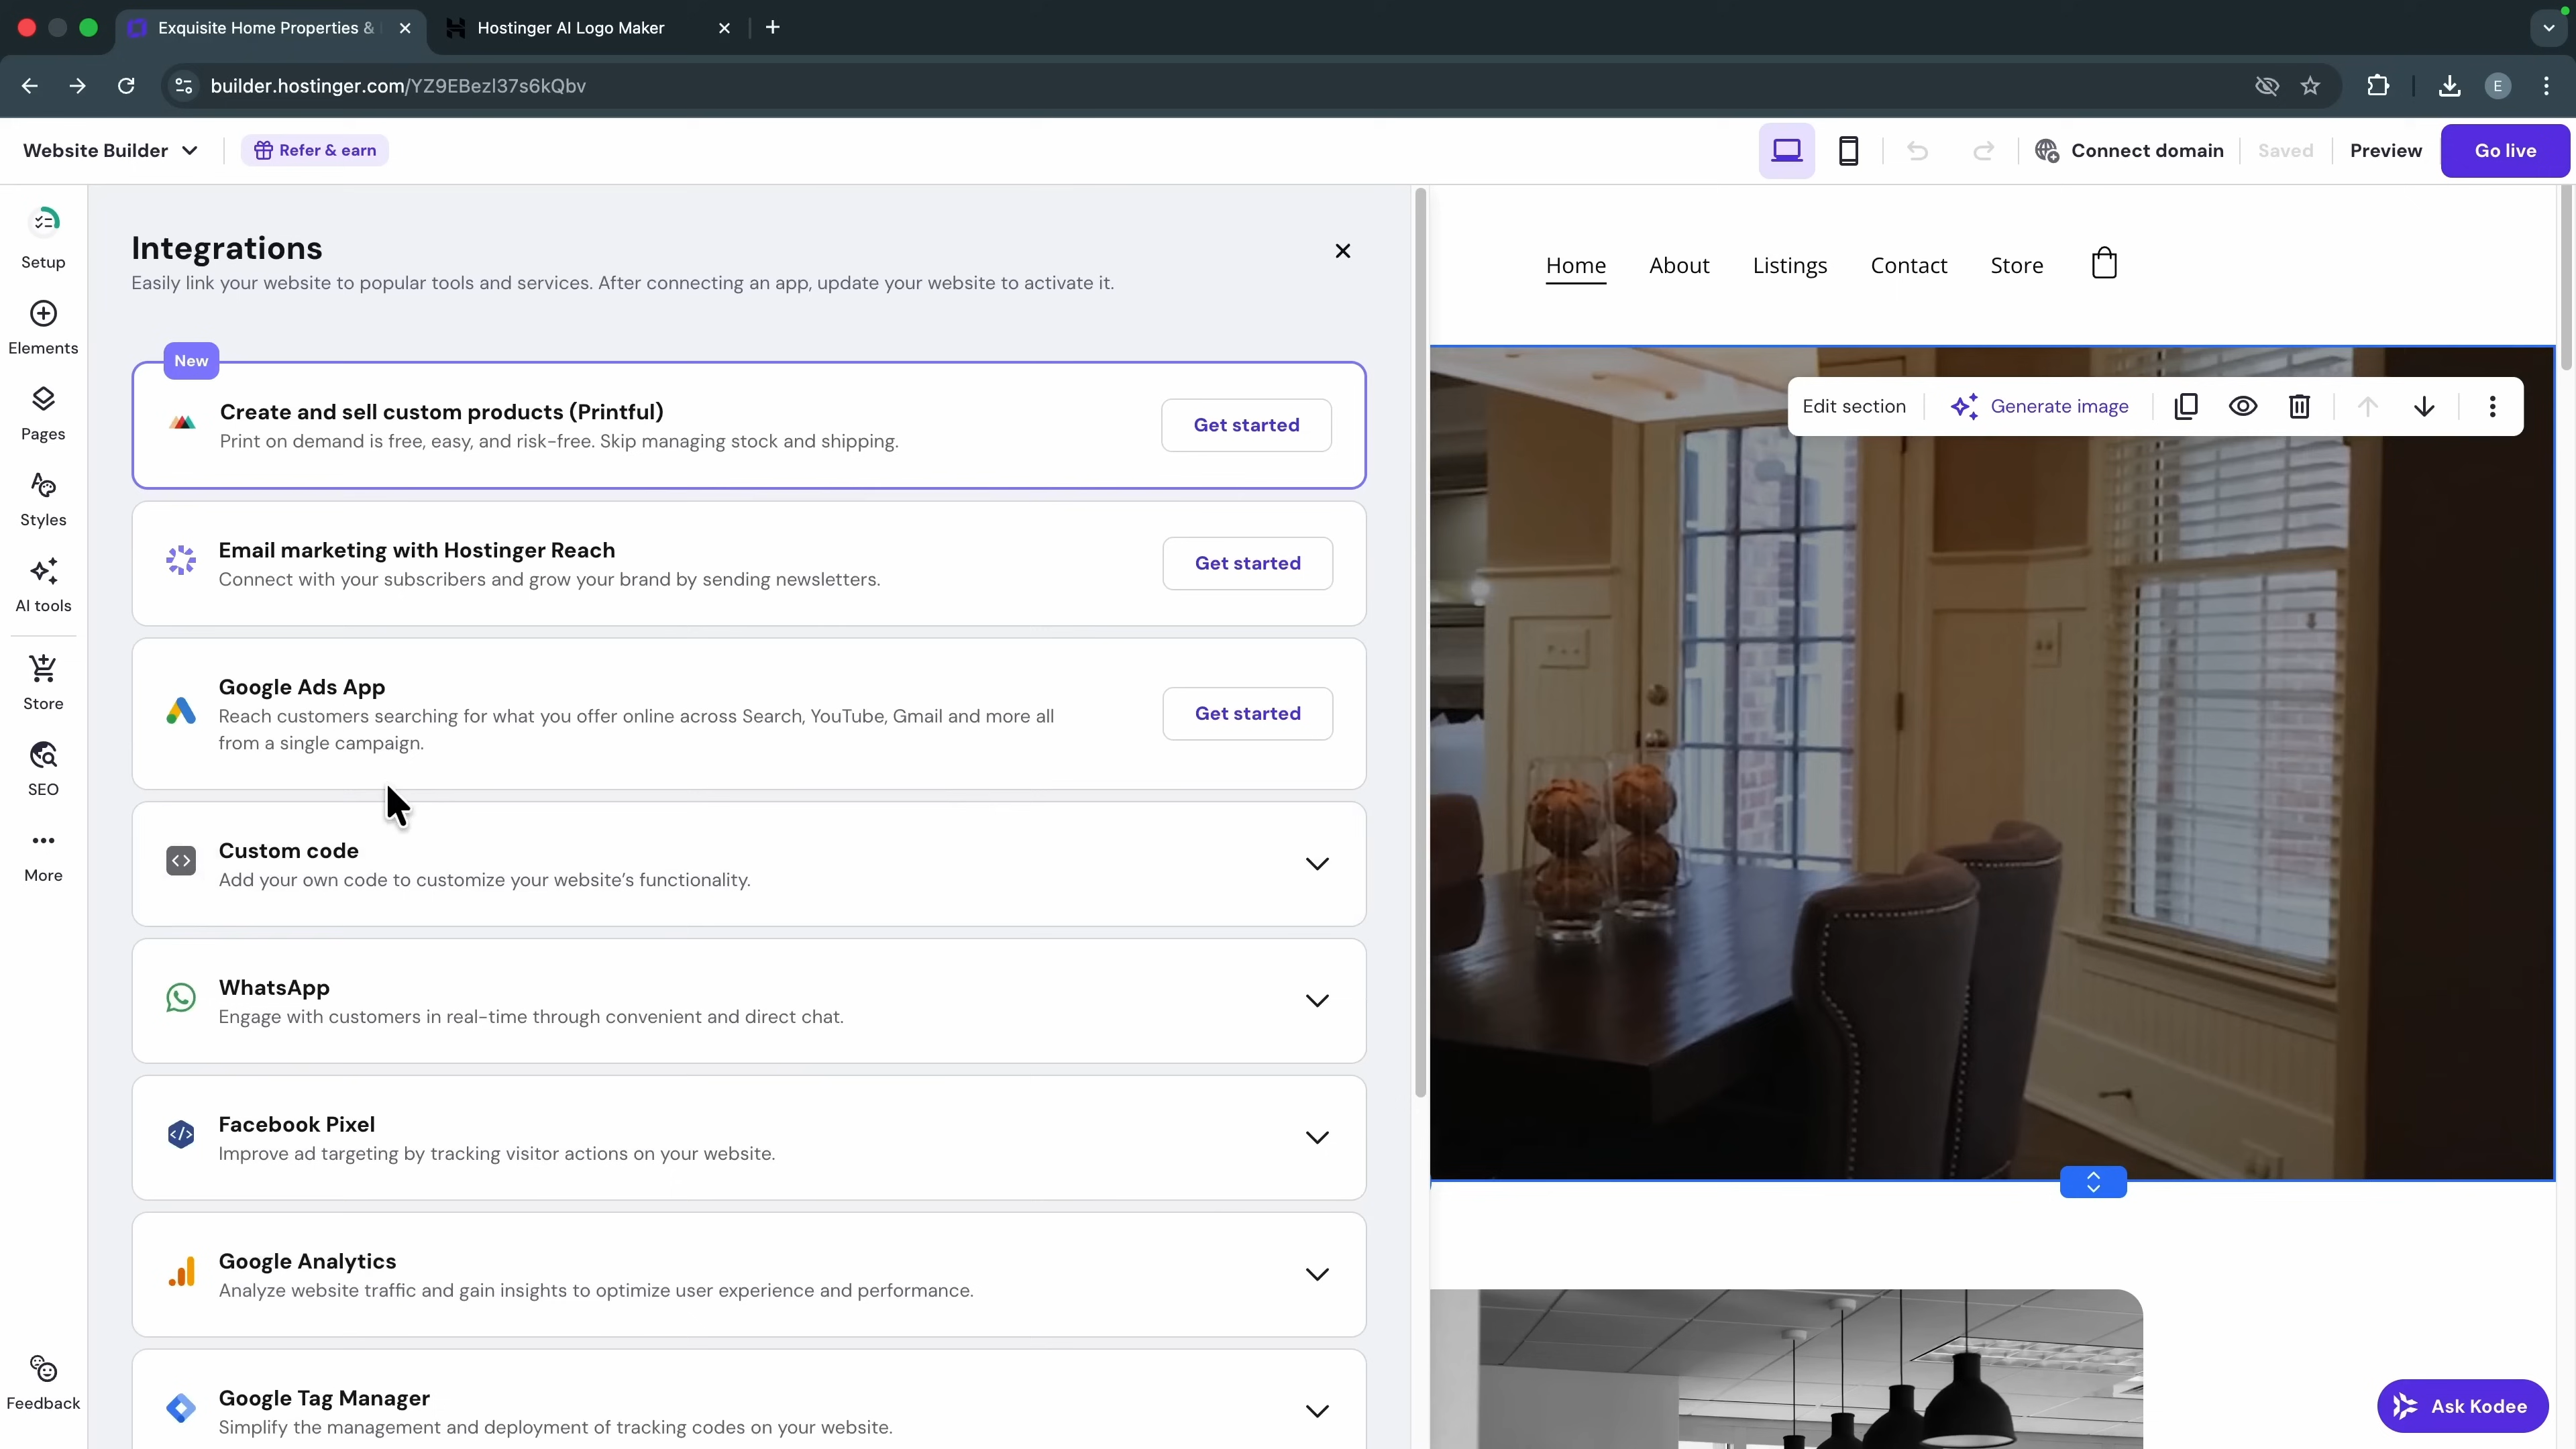 Exquisite Home Properties &
Hostinger AI Logo Maker
builder.hostinger.com/YZ9EBezl37s6kQbv
E
Website Builder
Refer & earn
Connect domain
Saved
Preview
Go live
Setup
Elements
Pages
Styles
AI tools
Store
SEO
More
Feedback
Integrations
Easily link your website to popular tools and services. After connecting an app, update your website to activate it.
New
Create and sell custom products (Printful)
Print on demand is free, easy, and risk-free. Skip managing stock and shipping.
Get started
Email marketing with Hostinger Reach
Connect with your subscribers and grow your brand by sending newsletters.
Get started
Google Ads App
Reach customers searching for what you offer online across Search, YouTube, Gmail and more all
from a single campaign.
Get started
Custom code
Add your own code to customize your website’s functionality.
WhatsApp
Engage with customers in real-time through convenient and direct chat.
Facebook Pixel
Improve ad targeting by tracking visitor actions on your website.
Google Analytics
Analyze website traffic and gain insights to optimize user experience and performance.
Google Tag Manager
Simplify the management and deployment of tracking codes on your website.
Home
About
Listings
Contact
Store
Edit section
Generate image
Ask Kodee